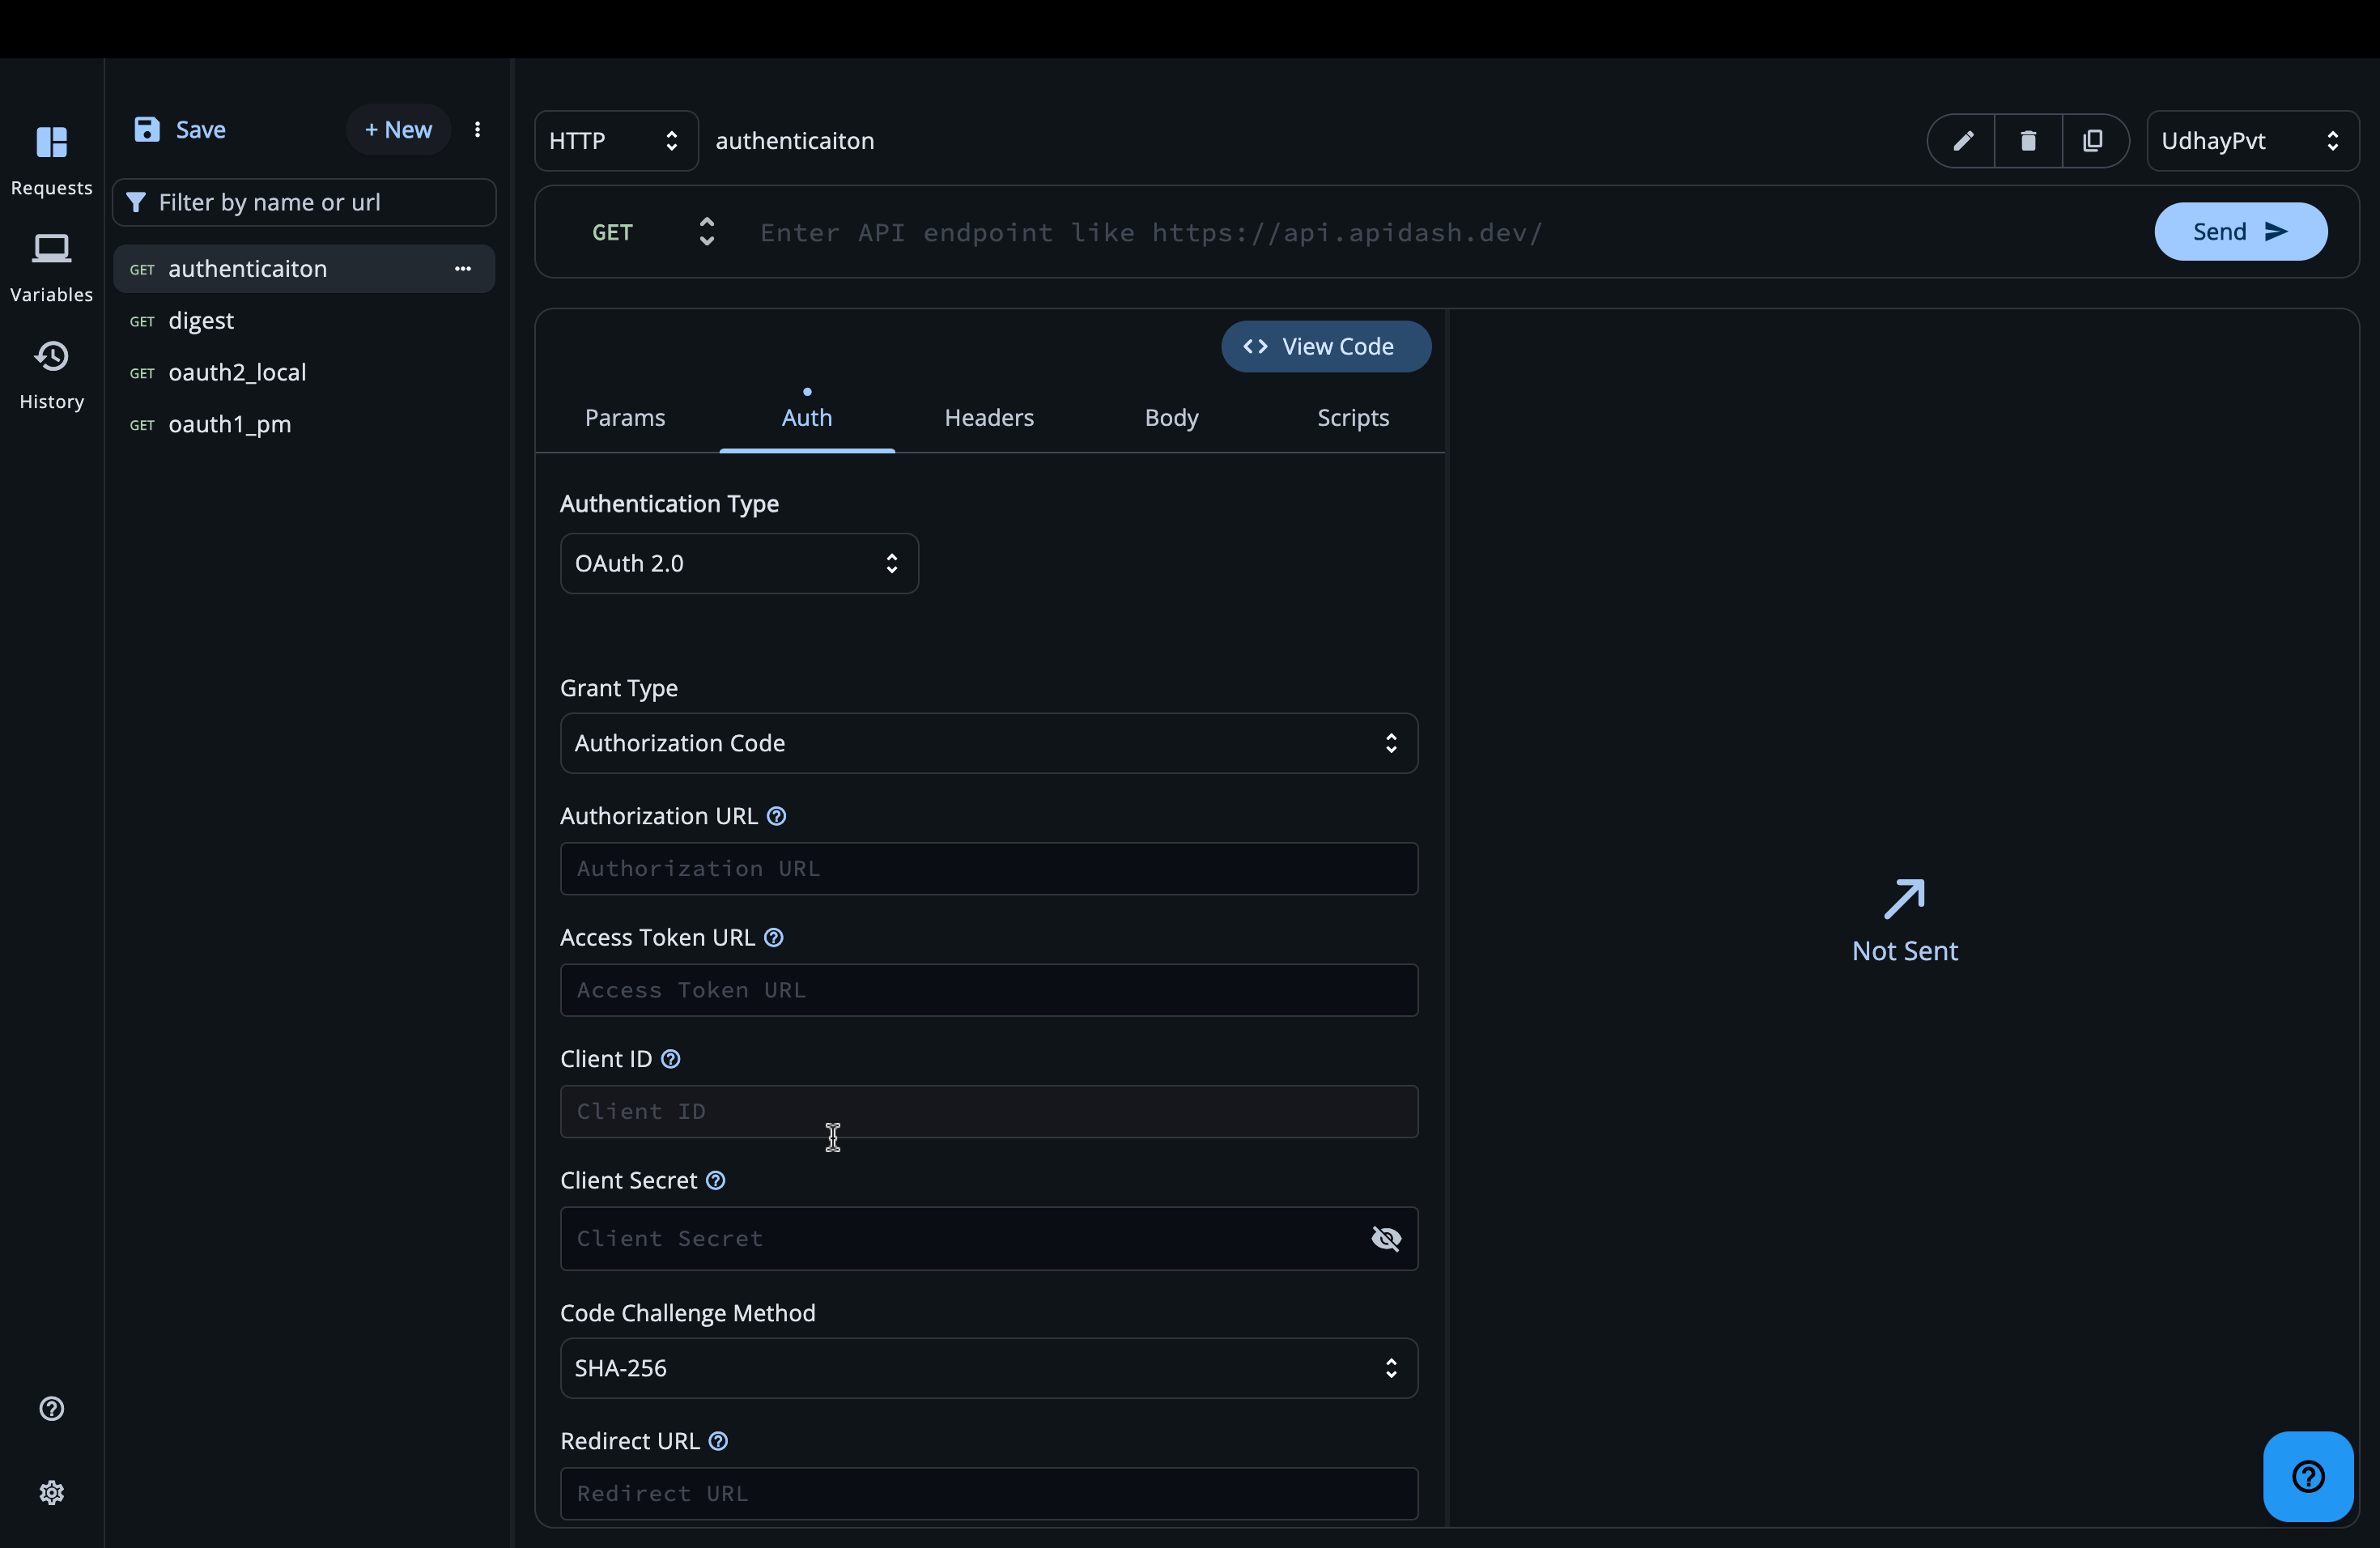 Requests
Variables
History
Save
+ New
Filter by name or url
GET authenticaiton
GET digest
GET oauth2_local
GET oauth1_pm
HTTP
authenticaiton
UdhayPvt
GET
Enter API endpoint like https://api.apidash.dev/
Send
View Code
Params
Auth
Headers
Body
Scripts
Authentication Type
OAuth 2.0
Grant Type
Authorization Code
Authorization URL
Authorization URL
Access Token URL
Access Token URL
Client ID
Client ID
Client Secret
Client Secret
Code Challenge Method
SHA-256
Redirect URL
Redirect URL
Not Sent